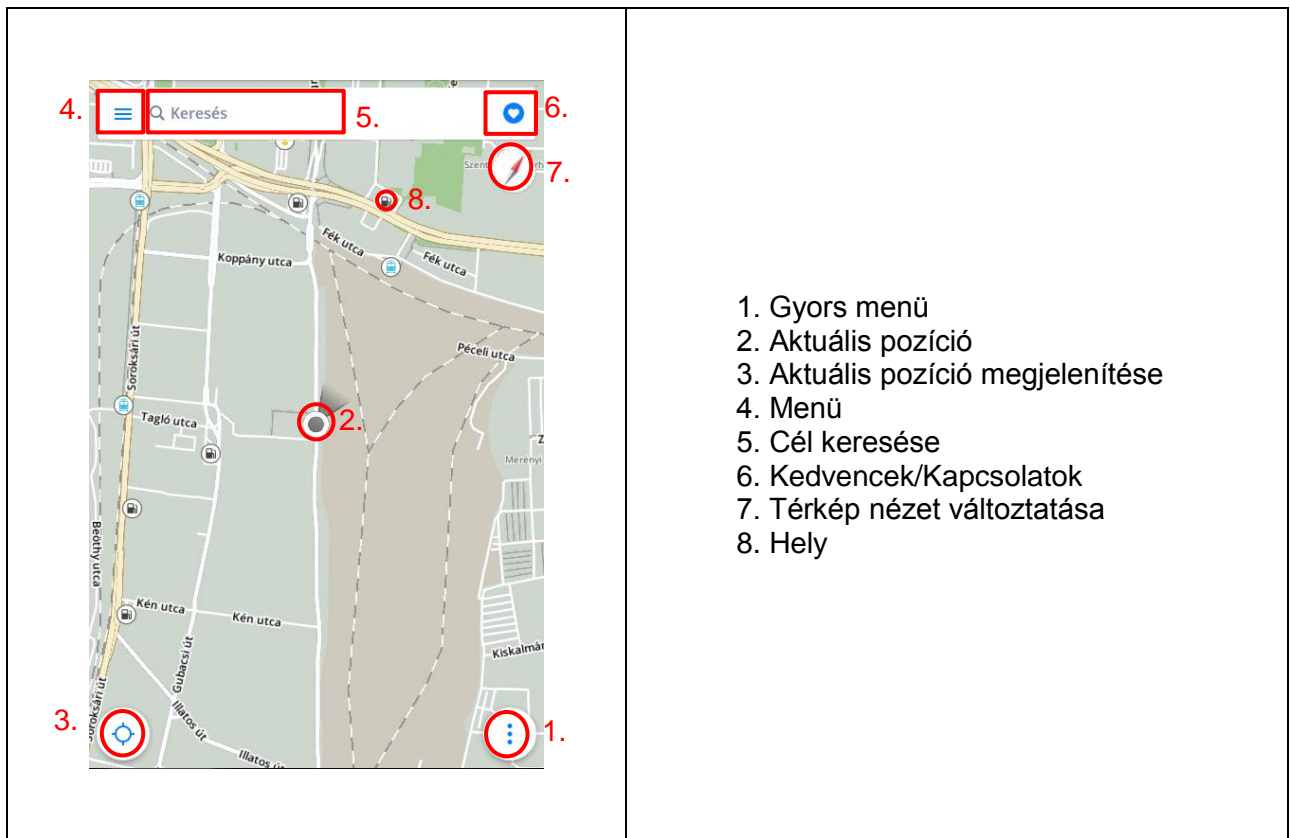 4.
Keresés
5.
6.
Szent
rh
7.
8.
Fék utca
Fék utca
Koppány utca
Soroksári út
Péceli utca
2.
Tagló utca
Z
Merényi
Beöthy utca
Kén utca
Kén utca
Gubacsi út
Kiskalmár
Soroksári út
Illatos út
Illatos út
3.
1.
1. Gyors menü
2. Aktuális pozíció
3. Aktuális pozíció megjelenítése
4. Menü
5. Cél keresése
6. Kedvencek/Kapcsolatok
7. Térkép nézet változtatása
8. Hely